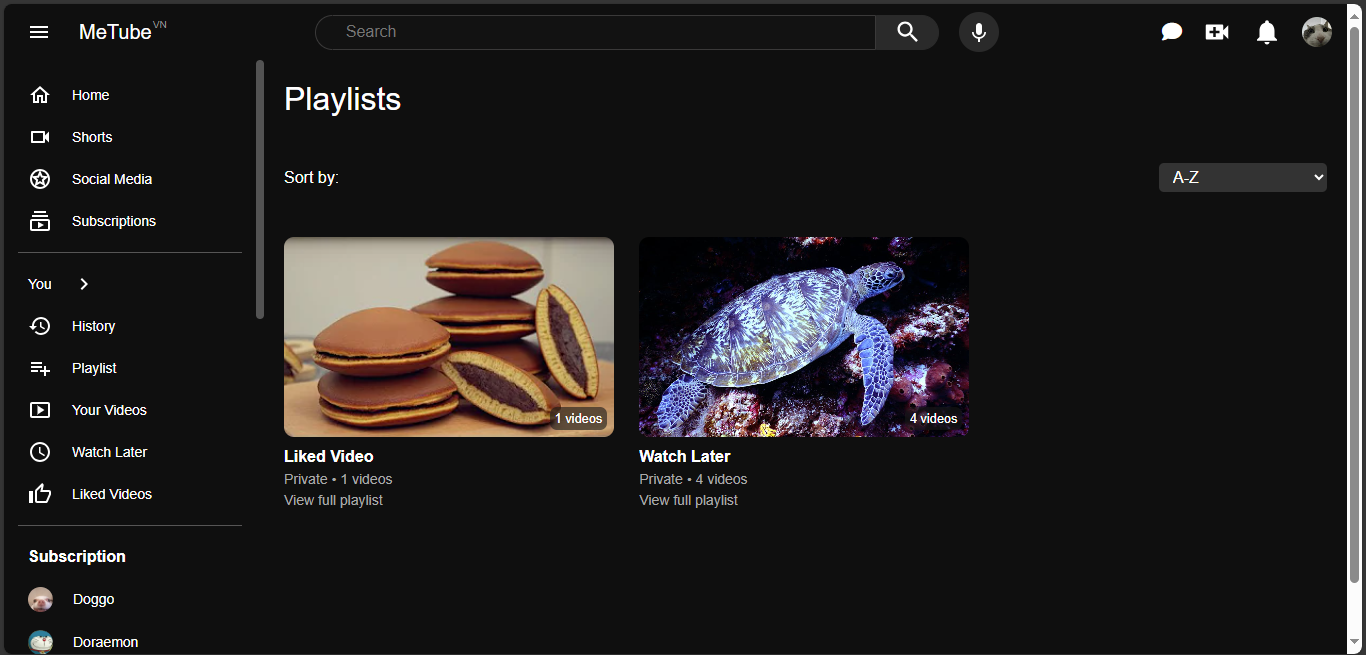 MeTube VN
Search
Home
Shorts
Social Media
Subscriptions
You
History
Playlist
Your Videos
Watch Later
Liked Videos
Subscription
Doggo
Doraemon
Playlists
Sort by:
A-Z
1 videos
Liked Video
Private • 1 videos
View full playlist
4 videos
Watch Later
Private • 4 videos
View full playlist